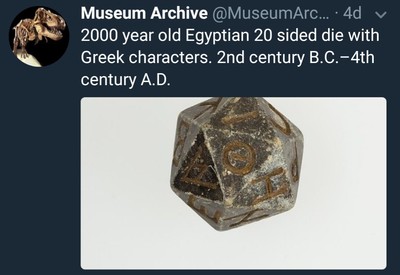 Museum Archive @MuseumArc... · 4d
2000 year old Egyptian 20 sided die with
Greek characters. 2nd century B.C.–4th
century A.D.
Θ
H